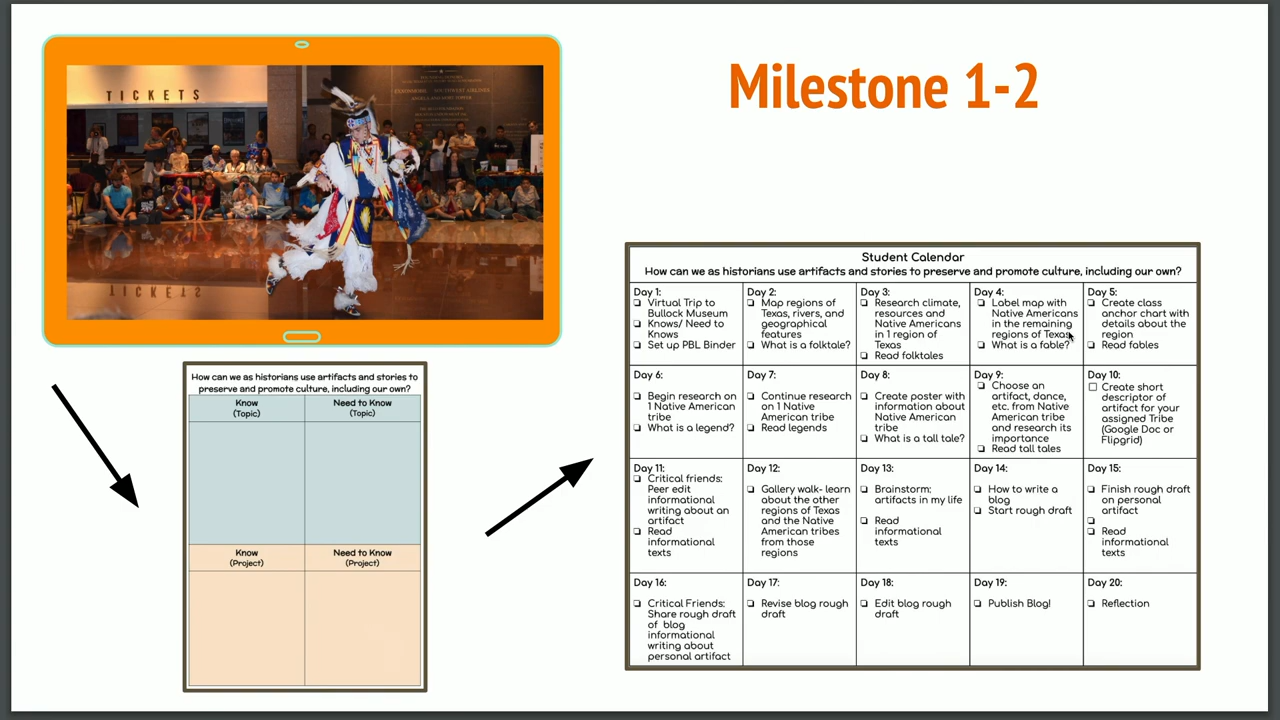 Milestone 1-2
TICKETS
How can we as historians use artifacts and stories to
preserve and promote culture, including our own?
Know
(Topic)
Need to Know
(Topic)
Know
(Project)
Need to Know
(Project)
Student Calendar
How can we as historians use artifacts and stories to preserve and promote culture, including our own?
Day 1:
❏ Virtual Trip to
Bullock Museum
❏ Knows/ Need to
Knows
❏ Set up PBL Binder
Day 2:
❏ Map regions of
Texas, rivers, and
geographical
features
❏ What is a folktale?
Day 3:
❏ Research climate,
resources and
Native Americans
in 1 region of
Texas
❏ Read folktales
Day 4:
❏ Label map with
Native Americans
in the remaining
regions of Texas
❏ What is a fable?
Day 5:
❏ Create class
anchor chart with
details about the
region
❏ Read fables
Day 6:
❏ Begin research on
1 Native American
tribe
❏ What is a legend?
Day 7:
❏ Continue research
on 1 Native
American tribe
❏ Read legends
Day 8:
❏ Create poster with
information about
Native American
tribe
❏ What is a tall tale?
Day 9:
❏ Choose an
artifact, dance,
etc. from Native
American tribe
and research its
importance
❏ Read tall tales
Day 10:
❏ Create short
descriptor of
artifact for your
assigned Tribe
(Google Doc or
Flipgrid)
Day 11:
❏ Critical friends:
Peer edit
informational
writing about an
artifact
❏ Read
informational
texts
Day 12:
❏ Gallery walk- learn
about the other
regions of Texas
and the Native
American tribes
from those
regions
Day 13:
❏ Brainstorm:
artifacts in my life
❏ Read
informational
texts
Day 14:
❏ How to write a
blog
❏ Start rough draft
Day 15:
❏ Finish rough draft
on personal
artifact
❏
❏ Read
informational
texts
Day 16:
❏ Critical Friends:
Share rough draft
of blog
informational
writing about
personal artifact
Day 17:
❏ Revise blog rough
draft
Day 18:
❏ Edit blog rough
draft
Day 19:
❏ Publish Blog!
Day 20:
❏ Reflection